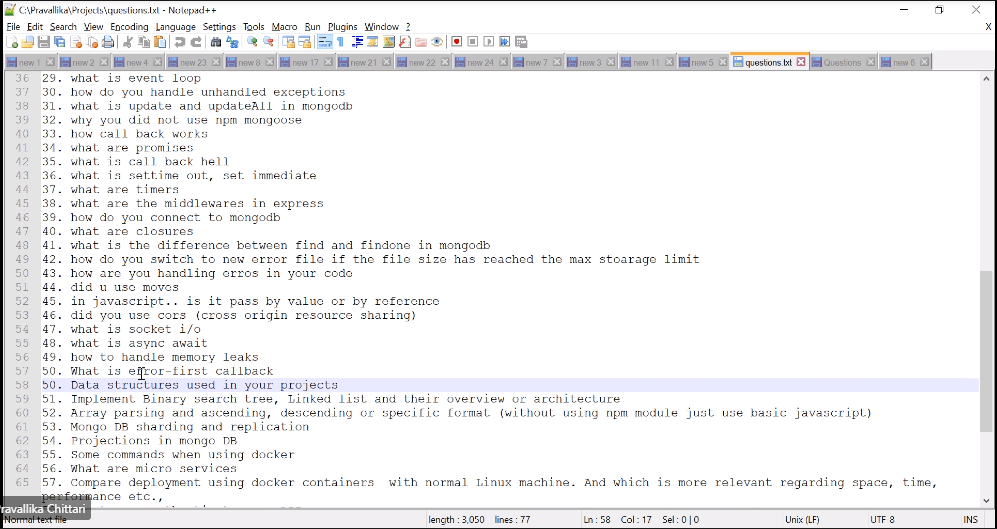 C:\Pravallika\Projects\questions.txt - Notepad++
File Edit Search View Encoding Language Settings Tools Macro Run Plugins Window ? X
new 1 new 2 new 4 new 23 new 8 new 17 new 21 new 22 new 24 new 7 new 3 new 11 new 5 questions.txt Questions new 6
36 29. what is event loop
37 30. how do you handle unhandled exceptions
38 31. what is update and updateAll in mongodb
39 32. why you did not use npm mongoose
40 33. how call back works
41 34. what are promises
42 35. what is call back hell
43 36. what is settime out, set immediate
44 37. what are timers
45 38. what are the middlewares in express
46 39. how do you connect to mongodb
47 40. what are closures
48 41. what is the difference between find and findone in mongodb
49 42. how do you switch to new error file if the file size has reached the max stoarage limit
50 43. how are you handling erros in your code
51 44. did u use moves
52 45. in javascript.. is it pass by value or by reference
53 46. did you use cors (cross origin resource sharing)
54 47. what is socket i/o
55 48. what is async await
56 49. how to handle memory leaks
57 50. What is error-first callback
58 50. Data structures used in your projects
59 51. Implement Binary search tree, Linked list and their overview or architecture
60 52. Array parsing and ascending, descending or specific format (without using npm module just use basic javascript)
61 53. Mongo DB sharding and replication
62 54. Projections in mongo DB
63 55. Some commands when using docker
64 56. What are micro services
65 57. Compare deployment using docker containers with normal Linux machine. And which is more relevant regarding space, time,
performance etc.,
ravallika Chittari
Normal text file length : 3,050 lines : 77 Ln : 58 Col : 17 Sel : 0 | 0 Unix (LF) UTF 8 INS